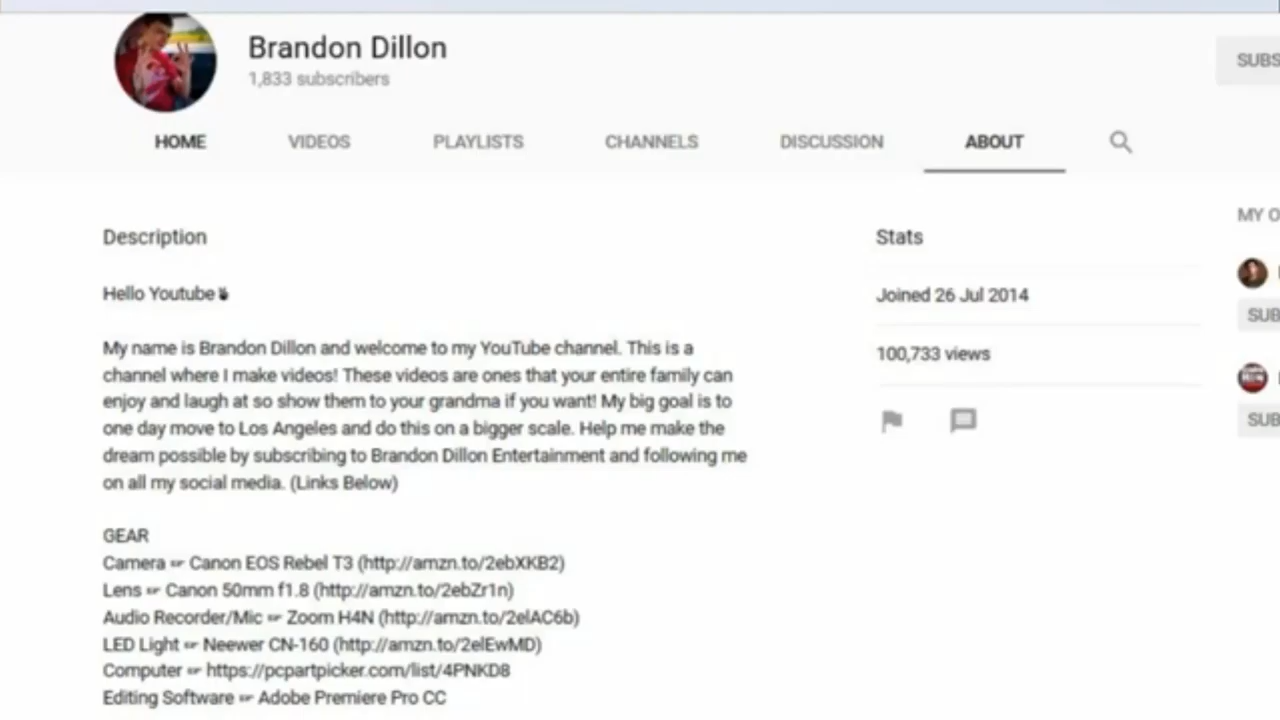 Brandon Dillon
1,833 subscribers
SUBS
HOME VIDEOS PLAYLISTS CHANNELS DISCUSSION ABOUT
Description
Hello Youtube
My name is Brandon Dillon and welcome to my YouTube channel. This is a
channel where I make videos! These videos are ones that your entire family can
enjoy and laugh at so show them to your grandma if you want! My big goal is to
one day move to Los Angeles and do this on a bigger scale. Help me make the
dream possible by subscribing to Brandon Dillon Entertainment and following me
on all my social media. (Links Below)
GEAR
Camera ☞ Canon EOS Rebel T3 (http://amzn.to/2ebXKB2)
Lens ☞ Canon 50mm f1.8 (http://amzn.to/2ebZr1n)
Audio Recorder/Mic ☞ Zoom H4N (http://amzn.to/2elAC6b)
LED Light ☞ Neewer CN-160 (http://amzn.to/2elEwMD)
Computer ☞ https://pcpartpicker.com/list/4PNKD8
Editing Software ☞ Adobe Premiere Pro CC
Stats
Joined 26 Jul 2014
100,733 views
MY O
SUB
SUB